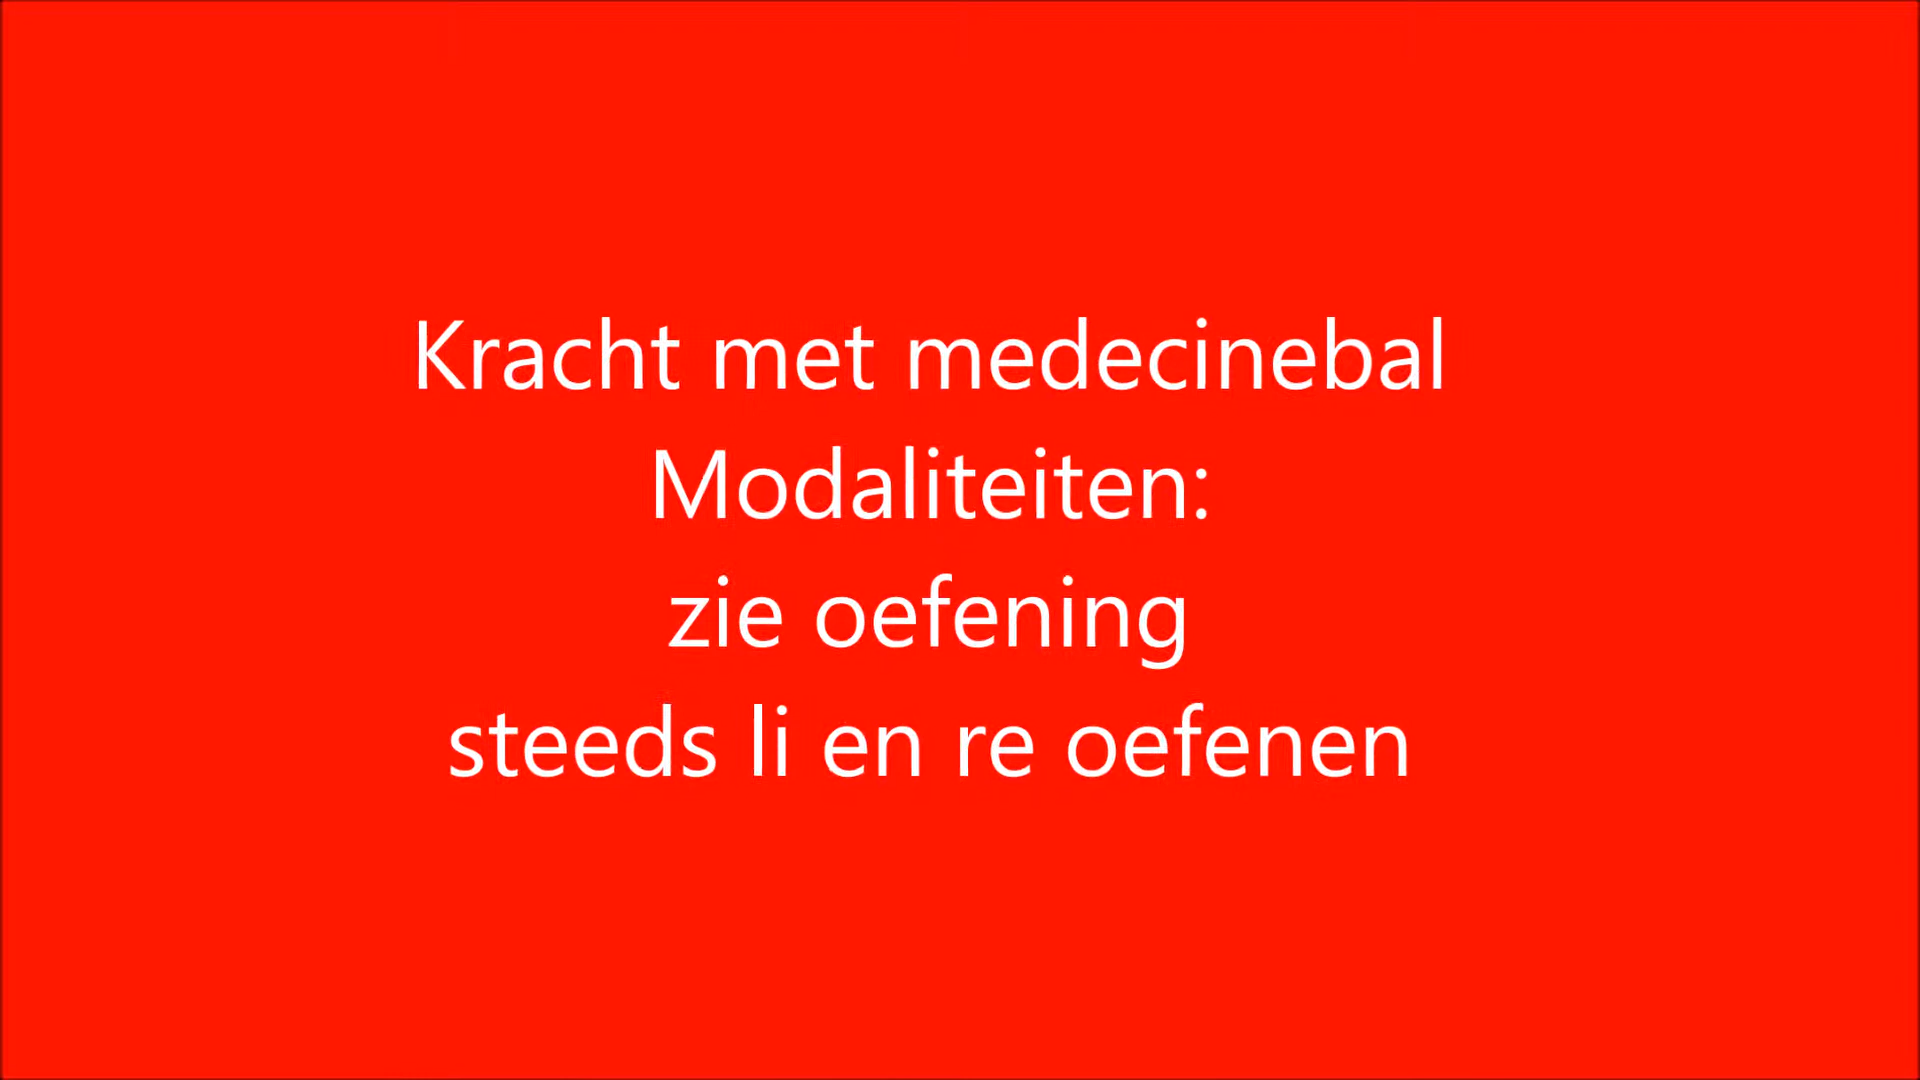 Kracht met medecinebal
Modaliteiten:
zie oefening
steeds li en re oefenen